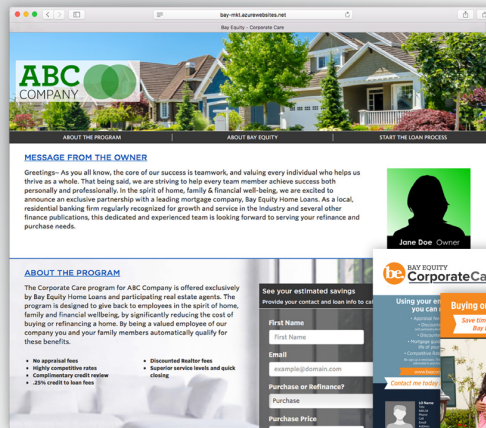 bay-mkt.azurewebsites.net
Bay Equity - Corporate Care
ABC
COMPANY
ABOUT THE PROGRAM
ABOUT BAY EQUITY
START THE LOAN PROCESS
MESSAGE FROM THE OWNER
Greetings– As you all know, the core of our success is teamwork, and valuing every individual who helps us
thrive as a whole. That being said, we are striving to help every team member achieve success both
personally and professionally. In the spirit of home, family & financial well-being, we are excited to
announce an exclusive partnership with a leading mortgage company, Bay Equity Home Loans. As a local,
residential banking firm regularly recognized for growth and service in the Industry and several other
finance publications, this dedicated and experienced team is looking forward to serving your refinance and
purchase needs.
Jane Doe Owner
ABOUT THE PROGRAM
The Corporate Care program for ABC Company is offered exclusively
by Bay Equity Home Loans and participating real estate agents. The
program is designed to give back to employees in the spirit of home,
family and financial wellbeing, by significantly reducing the cost of
buying or refinancing a home. By being a valued employee of our
company you and your family members automatically qualify for
these benefits.
• No appraisal fees
• Highly competitive rates
• Complimentary credit review
• .25% credit to loan fees
• Discounted Realtor fees
• Superior service levels and quick
closing
See your estimated savings
Provide your contact and loan info to cal
First Name
First Name
Email
example@domain.com
Purchase or Refinance?
Purchase
Purchase Price
be.
BAY EQUITY
CorporateCa
Using your en
you can
Contact me today
Buying or
Save tim
Bay